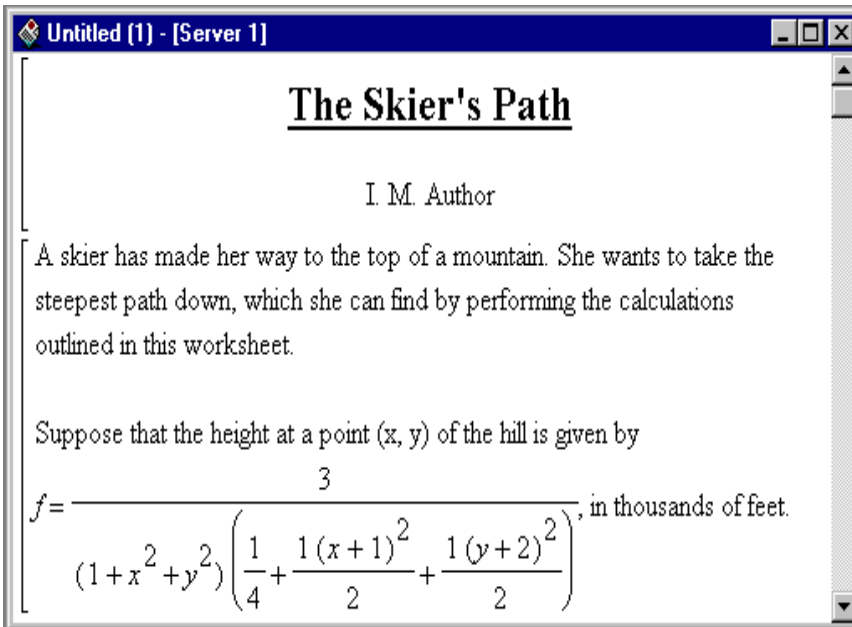 Untitled (1) - [Server 1]
The Skier's Path
I. M. Author
A skier has made her way to the top of a mountain. She wants to take the
steepest path down, which she can find by performing the calculations
outlined in this worksheet.
Suppose that the height at a point (x, y) of the hill is given by
f = 3 / ((1 + x^2 + y^2) (1/4 + 1 (x + 1)^2 / 2 + 1 (y + 2)^2 / 2)), in thousands of feet.